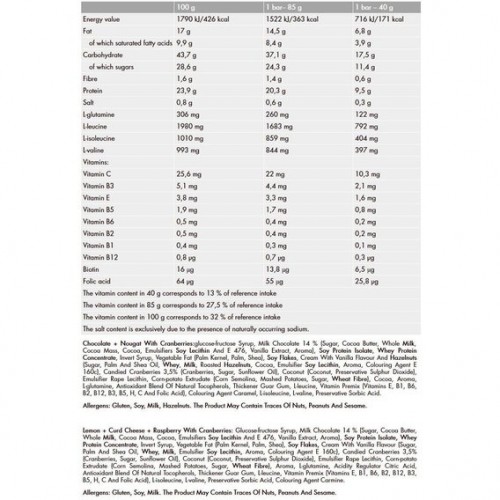 100 g 1 bar- 85 g 1 bar – 40 g
Energy value 1790 kJ/426 kcal 1522 kJ/363 kcal 716 kJ/171 kcal
Fat 17 g 14,5 g 6,8 g
of which saturated fatty acids 9,9 g 8,4 g 3,9 g
Carbohydrate 43,7 g 37,1 g 17,5 g
of which sugars 28,6 g 24,3 g 11,4 g
Fibre 1,6 g 1,4 g 0,6 g
Protein 23,9 g 20,3 g 9,5 g
Salt 0,8 g 0,6 g 0,3 g
L-glutamine 306 mg 260 mg 122 mg
L-leucine 1980 mg 1683 mg 792 mg
L-isoleucine 1010 mg 859 mg 404 mg
L-valine 993 mg 844 mg 397 mg
Vitamins:
Vitamin C 25,6 mg 22 mg 10,3 mg
Vitamin B3 5,1 mg 4,4 mg 2,1 mg
Vitamin E 3,8 mg 3,3 mg 1,6 mg
Vitamin B5 1,9 mg 1,7 mg 0,8 mg
Vitamin B6 0,5 mg 0,4 mg 0,2 mg
Vitamin B2 0,5 mg 0,4 mg 0,2 mg
Vitamin B1 0,4 mg 0,3 mg 0,1 mg
Vitamin B12 0,8 µg 0,7 µg 0,3 µg
Biotin 16 µg 13,8 µg 6,5 µg
Folic acid 64 µg 55 µg 25,8 µg
The vitamin content in 40 g corresponds to 13 % of reference intake
The vitamin content in 85 g corresponds to 27,5 % of reference intake
The vitamin content in 100 g corresponds to 32 % of reference intake
The salt content is exclusively due to the presence of naturally occurring sodium.
Chocolate + Nougat With Cranberries:glucose-fructose Syrup, Milk Chocolate 14 % (Sugar, Cocoa Butter, Whole Milk,
Cocoa Mass, Cocoa, Emulsifiers Soy Lecithin And E 476, Vanilla Extract, Aroma), Soy Protein Isolate, Whey Protein
Concentrate, Invert Syrup, Vegetable Fat (Palm Kernel, Palm, Shea), Soy Flakes, Cream With Vanilla Flavour And Hazelnuts
(Sugar, Palm And Shea Oil, Whey, Milk, Roasted Hazelnuts, Cocoa, Emulsifier Soy Lecithin, Aroma, Colouring Agent E
160c), Candied Cranberries 3,5% (Cranberries, Sugar, Sunflower Oil), Coconut (Coconut, Preservative Sulphur Dioxide),
Emulsifier Rape Lecithin, Corn-potato Extrudate (Corn Semolina, Mashed Potatoes, Sugar, Wheat Fibre), Cocoa, Aroma,
L-glutamine, Antioxidant Blend Of Natural Tocopherols, Thickener Guar Gum, L-leucine, Vitamin Premix (Vitamins E, B1, B6,
B2, B12, B3, B5, H, C And Folic Acid), Colouring Agent Caramel, L-isoleucine, L-valine, Preservative Sorbic Acid.
Allergens: Gluten, Soy, Milk, Hazelnuts. The Product May Contain Traces Of Nuts, Peanuts And Sesame.
Lemon + Curd Cheese + Raspberry With Cranberries: Glucose-fructose Syrup, Milk Chocolate 14 % (Sugar, Cocoa Butter,
Whole Milk, Cocoa Mass, Cocoa, Emulsifiers Soy Lecithin And E 476, Vanilla Extract, Aroma), Soy Protein Isolate, Whey
Protein Concentrate, Invert Syrup, Vegetable Fat (Palm Kernel, Palm, Shea), Soy Flakes, Cream With Vanilla Flavour (Sugar,
Palm And Shea Oil, Whey, Milk, Emulsifier Soy Lecithin, Aroma, Colouring Agent E 160c), Candied Cranberries 3,5%
(Cranberries, Sugar, Sunflower Oil), Coconut (Coconut, Preservative Sulphur Dioxide), Emulsifier Rape Lecithin, Corn-potato
Extrudate (Corn Semolina, Mashed Potatoes, Sugar, Wheat Fibre), Aroma, L-glutamine, Acidity Regulator Citric Acid,
Antioxidant Blend Of Natural Tocopherols, Thickener Guar Gum, L-leucine, Vitamin Premix (Vitamins E, B1, B6, B2, B12, B3,
B5, H, C And Folic Acid), L-isoleucine, L-valine, Preservative Sorbic Acid, Colouring Agent Carmine.
Allergens: Gluten, Soy, Milk. The Product May Contain Traces Of Nuts, Peanuts And Sesame.